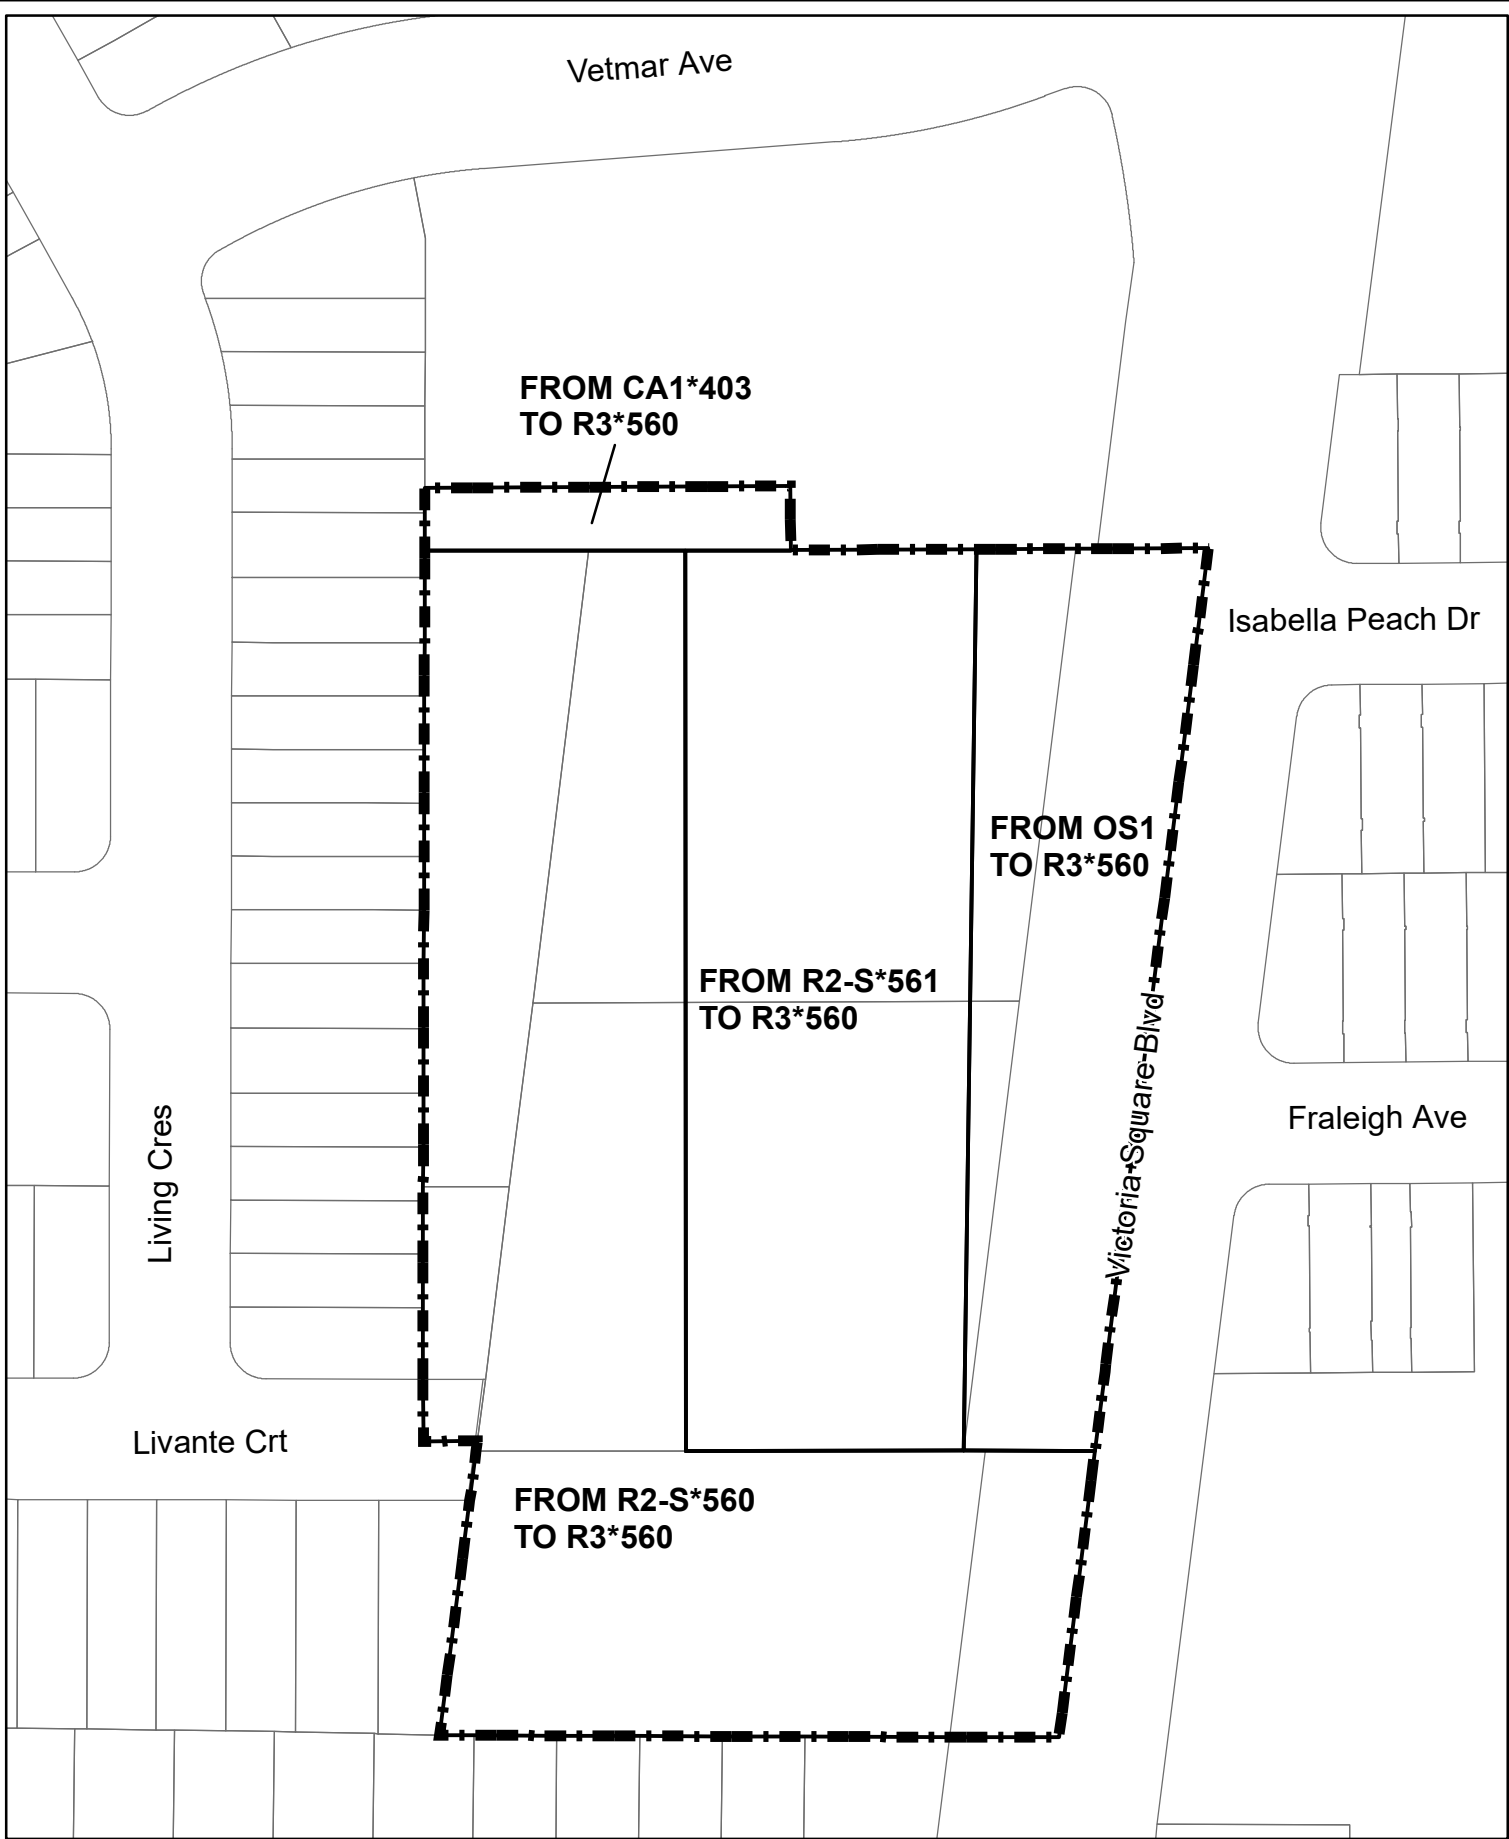 Vetmar Ave
FROM CA1*403
TO R3*560
Isabella Peach Dr
FROM OS1
TO R3*560
FROM R2-S*561
TO R3*560
Victoria Square Blvd
Fraleigh Ave
Living Cres
Livante Crt
FROM R2-S*560
TO R3*560